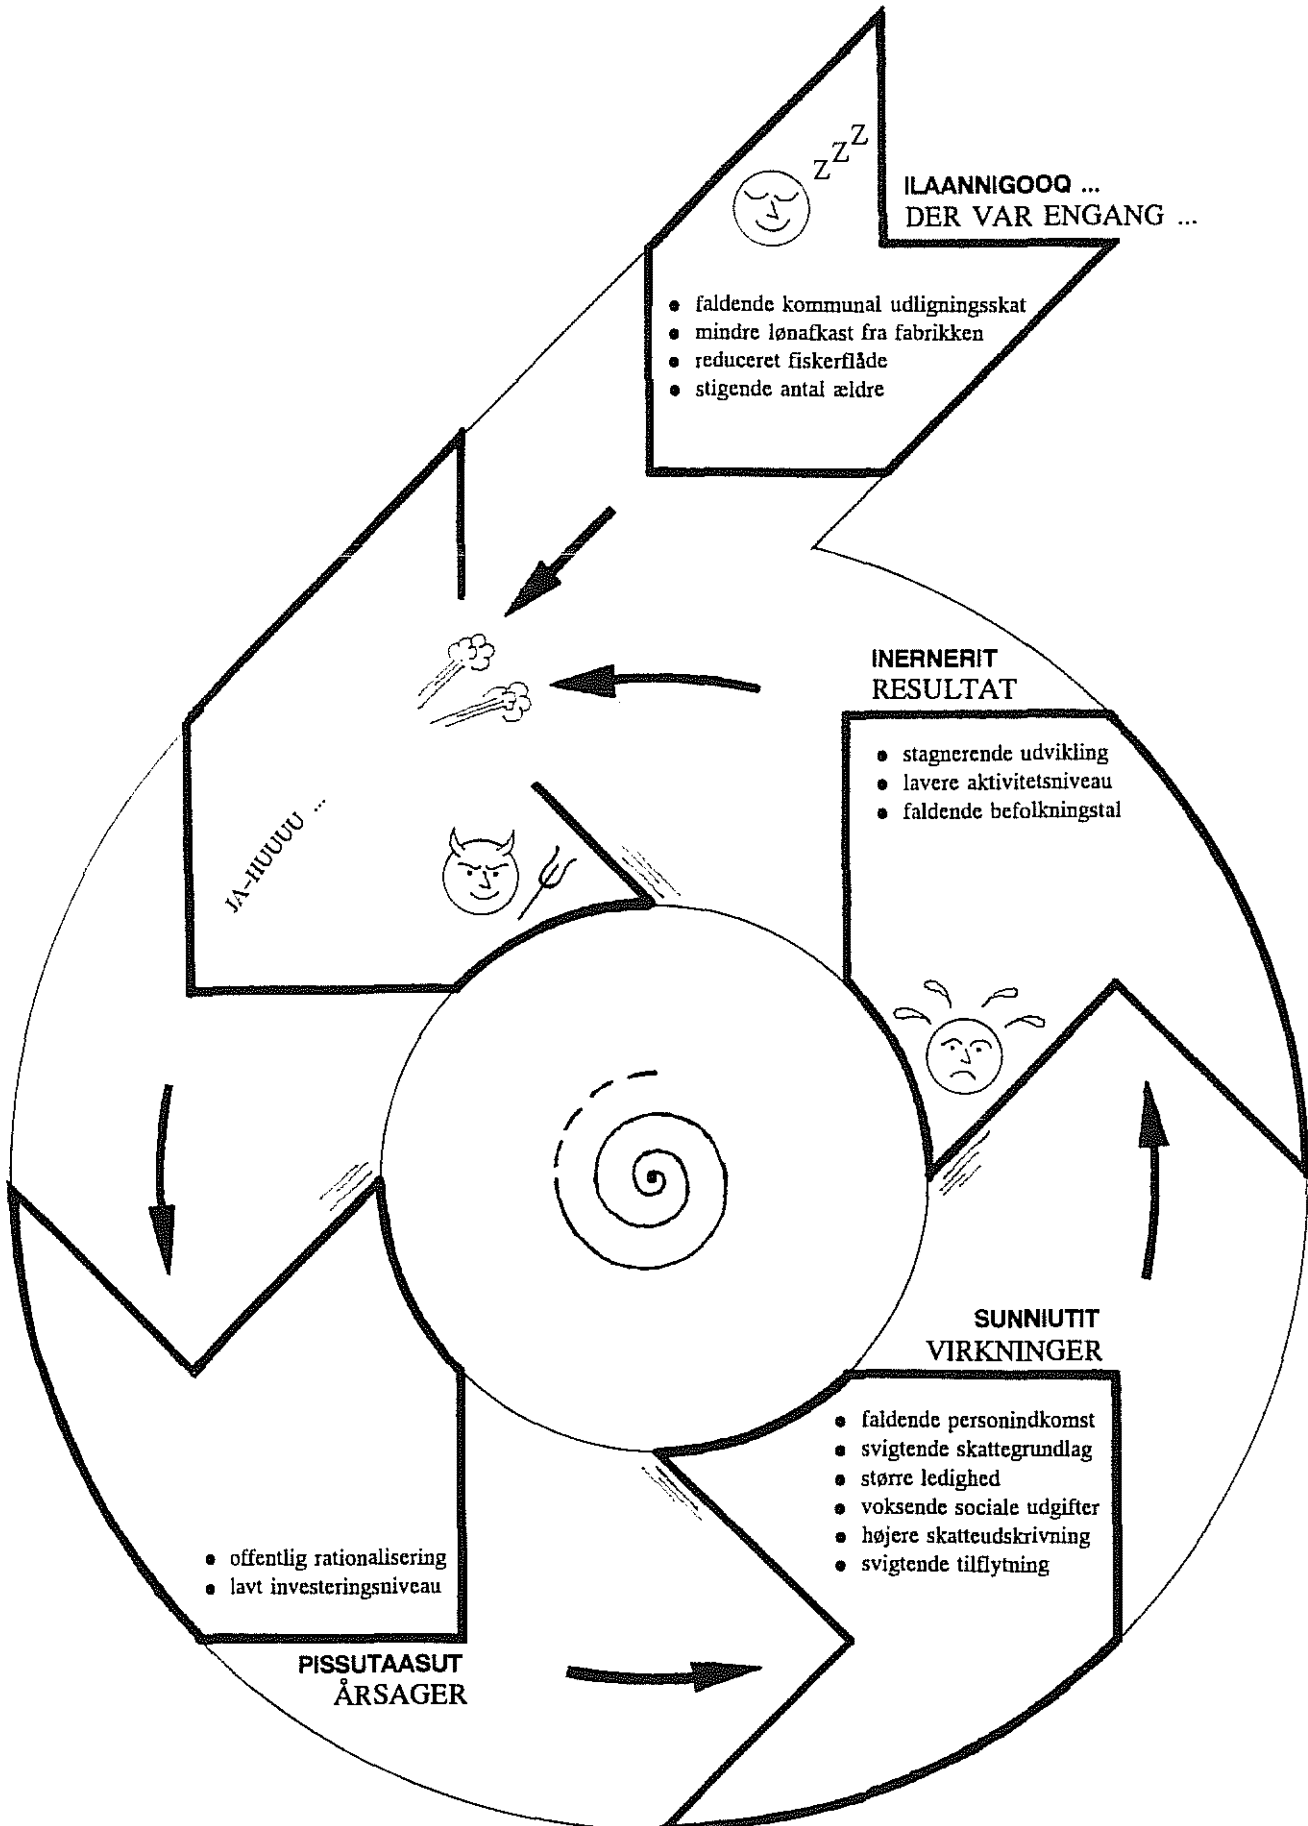 Z Z Z
ILAANNIGOOQ ...
DER VAR ENGANG ...
• faldende kommunal udligningsskat
• mindre lønafkast fra fabrikken
• reduceret fiskerflåde
• stigende antal ældre
INERNERIT
RESULTAT
• stagnerende udvikling
• lavere aktivitetsniveau
• faldende befolkningstal
JA-HUUUU ...
SUNNIUTIT
VIRKNINGER
• faldende personindkomst
• svigtende skattegrundlag
• større ledighed
• voksende sociale udgifter
• højere skatteudskrivning
• svigtende tilflytning
• offentlig rationalisering
• lavt investeringsniveau
PISSUTAASUT
ÅRSAGER